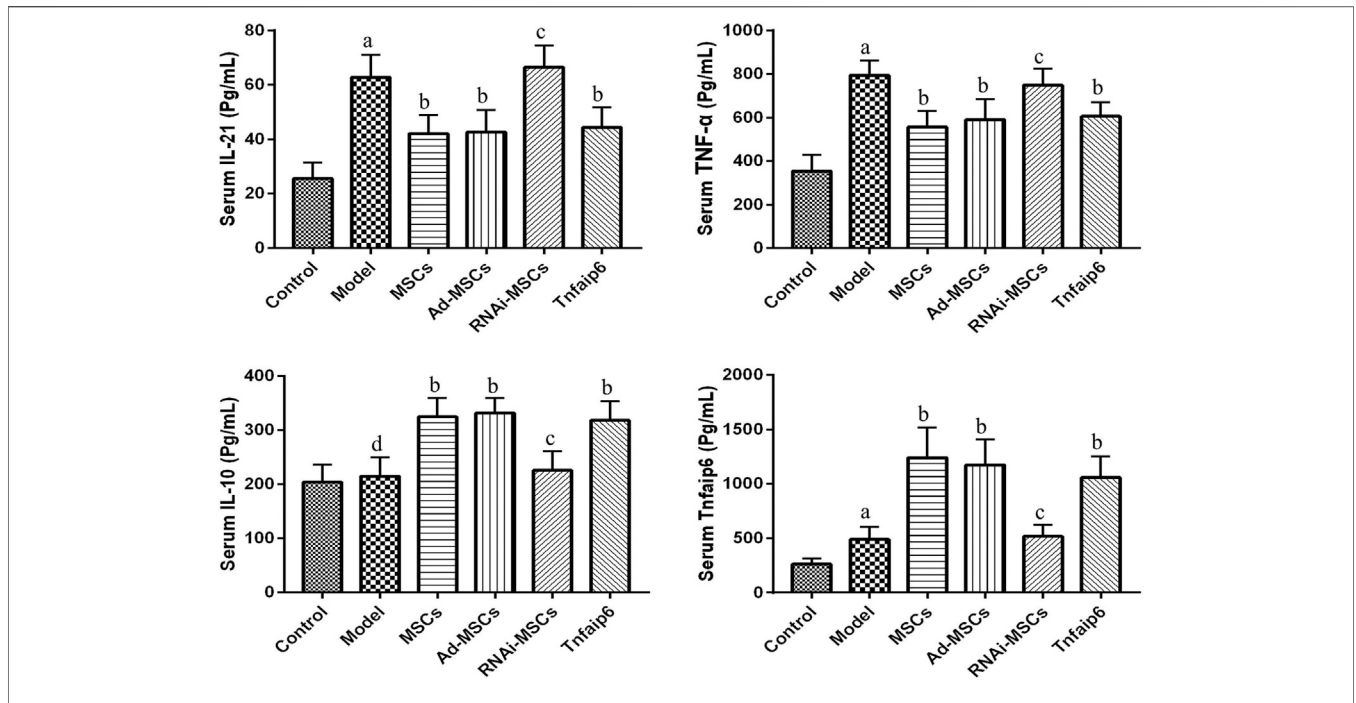 Serum IL-21 (Pg/mL)
80
60
40
20
0
a
b
b
c
b
Control
Model
MSCs
Ad-MSCs
RNAi-MSCs
Tnfaip6
Serum TNF-α (Pg/mL)
1000
800
600
400
200
0
a
b
b
c
b
Control
Model
MSCs
Ad-MSCs
RNAi-MSCs
Tnfaip6
Serum IL-10 (Pg/mL)
400
300
200
100
0
d
b
b
c
b
Control
Model
MSCs
Ad-MSCs
RNAi-MSCs
Tnfaip6
Serum Tnfaip6 (Pg/mL)
2000
1500
1000
500
0
a
b
b
c
b
Control
Model
MSCs
Ad-MSCs
RNAi-MSCs
Tnfaip6